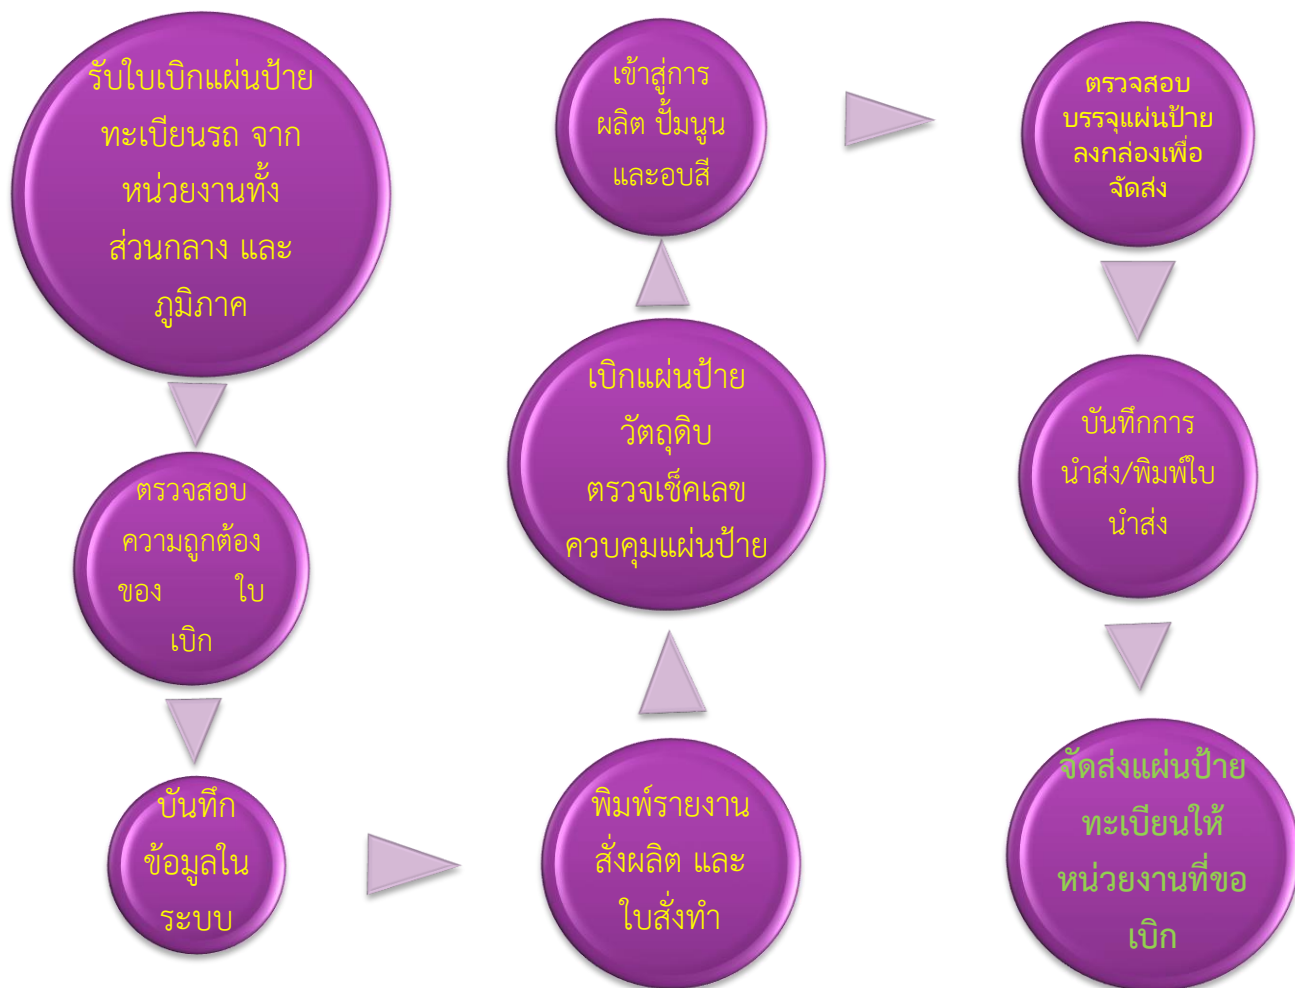 รับใบเบิกแผ่นป้าย
ทะเบียนรถ จาก
หน่วยงานทั้ง
ส่วนกลาง และ
ภูมิภาค
ตรวจสอบ
ความถูกต้อง
ของ ใบ
เบิก
บันทึก
ข้อมูลใน
ระบบ
พิมพ์รายงาน
สั่งผลิต และ
ใบสั่งทำ
เบิกแผ่นป้าย
วัตถุดิบ
ตรวจเช็คเลข
ควบคุมแผ่นป้าย
เข้าสู่การ
ผลิต ปั้มนูน
และอบสี
ตรวจสอบ
บรรจุแผ่นป้าย
ลงกล่องเพื่อ
จัดส่ง
บันทึกการ
นำส่ง/พิมพ์ใบ
นำส่ง
จัดส่งแผ่นป้าย
ทะเบียนให้
หน่วยงานที่ขอ
เบิก